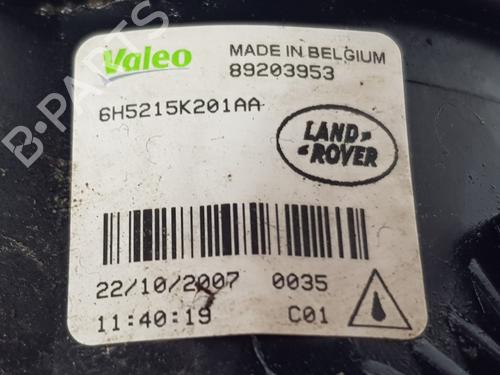 Valeo
MADE IN BELGIUM
89203953
6H5215K201AA
LAND-
ROVER
22/10/2007 0035
11:40:19 C01
B-PARTS